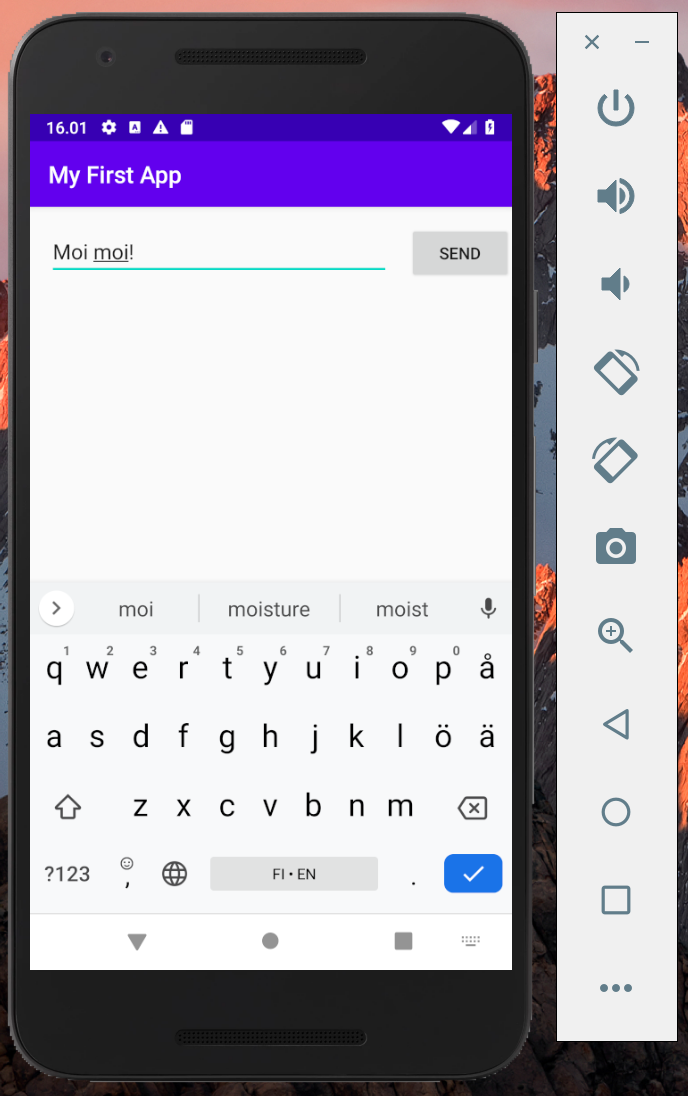 16.01
My First App
Moi moi!
SEND
moi moisture moist
1 2 3 4 5 6 7 8 9 0
q w e r t y u i o p å
a s d f g h j k l ö ä
z x c v b n m
?123 , FI • EN .